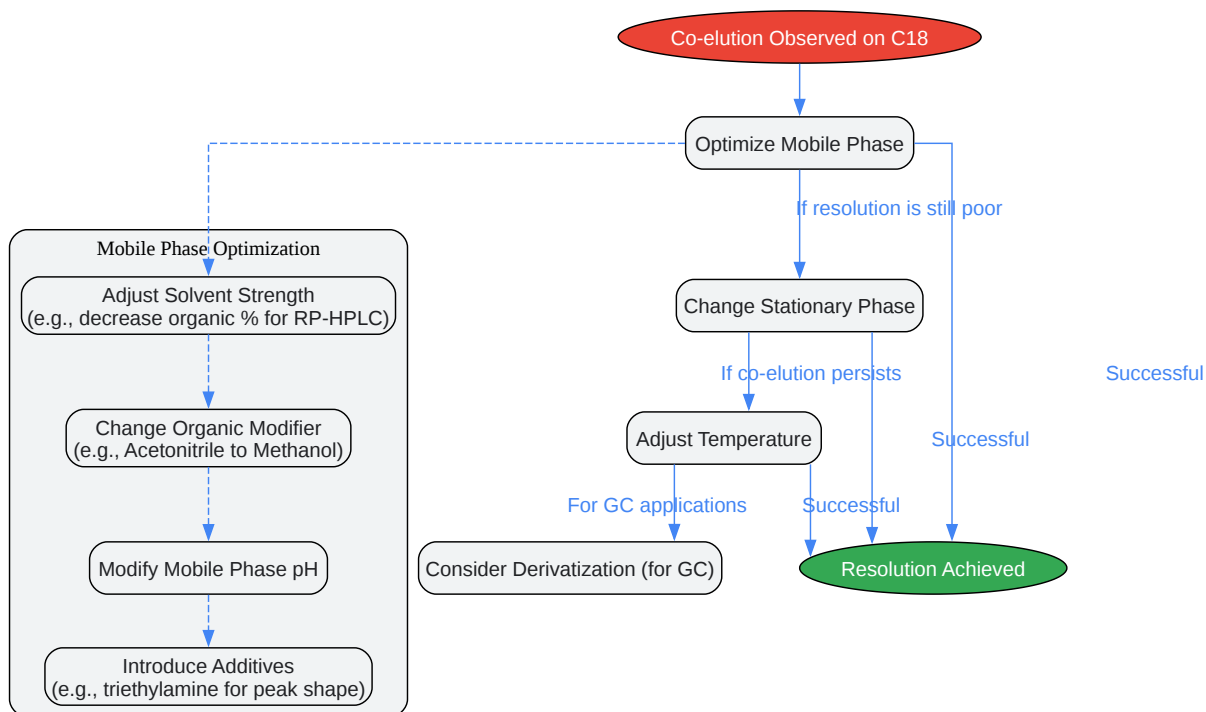 Co-elution Observed on C18
Optimize Mobile Phase
If resolution is still poor
Mobile Phase Optimization
Adjust Solvent Strength
(e.g., decrease organic % for RP-HPLC)
Change Stationary Phase
If co-elution persists
Successful
Change Organic Modifier
(e.g., Acetonitrile to Methanol)
Adjust Temperature
Successful
For GC applications
Successful
Modify Mobile Phase pH
Consider Derivatization (for GC)
Resolution Achieved
Introduce Additives
(e.g., triethylamine for peak shape)